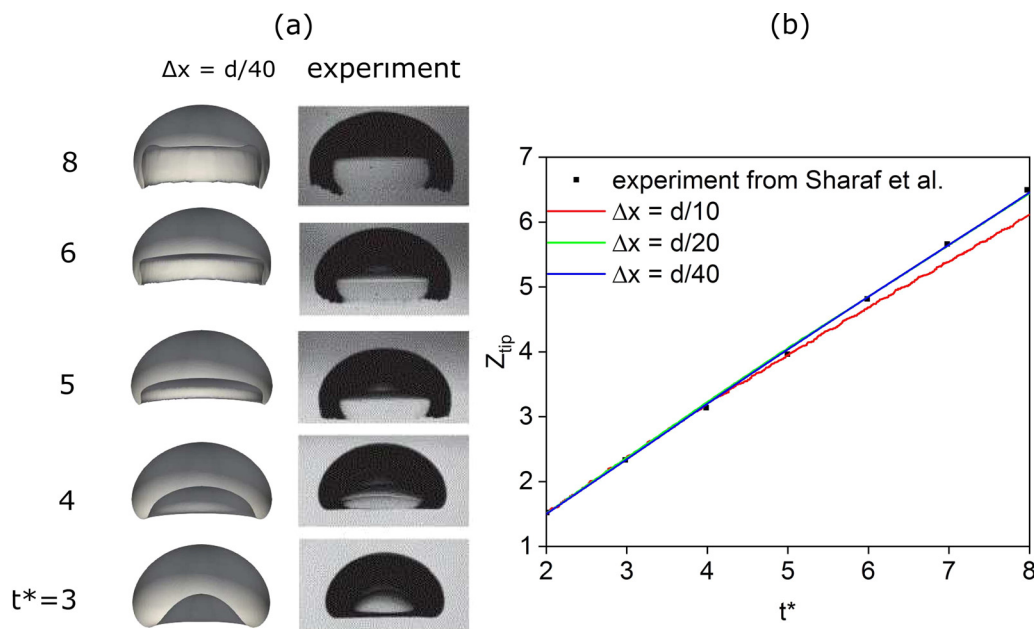 (a)
Δx = d/40 experiment
8
6
5
4
t*=3
(b)
7
6
5
4
3
2
1
Z_tip
experiment from Sharaf et al.
Δx = d/10
Δx = d/20
Δx = d/40
2 3 4 5 6 7 8
t*